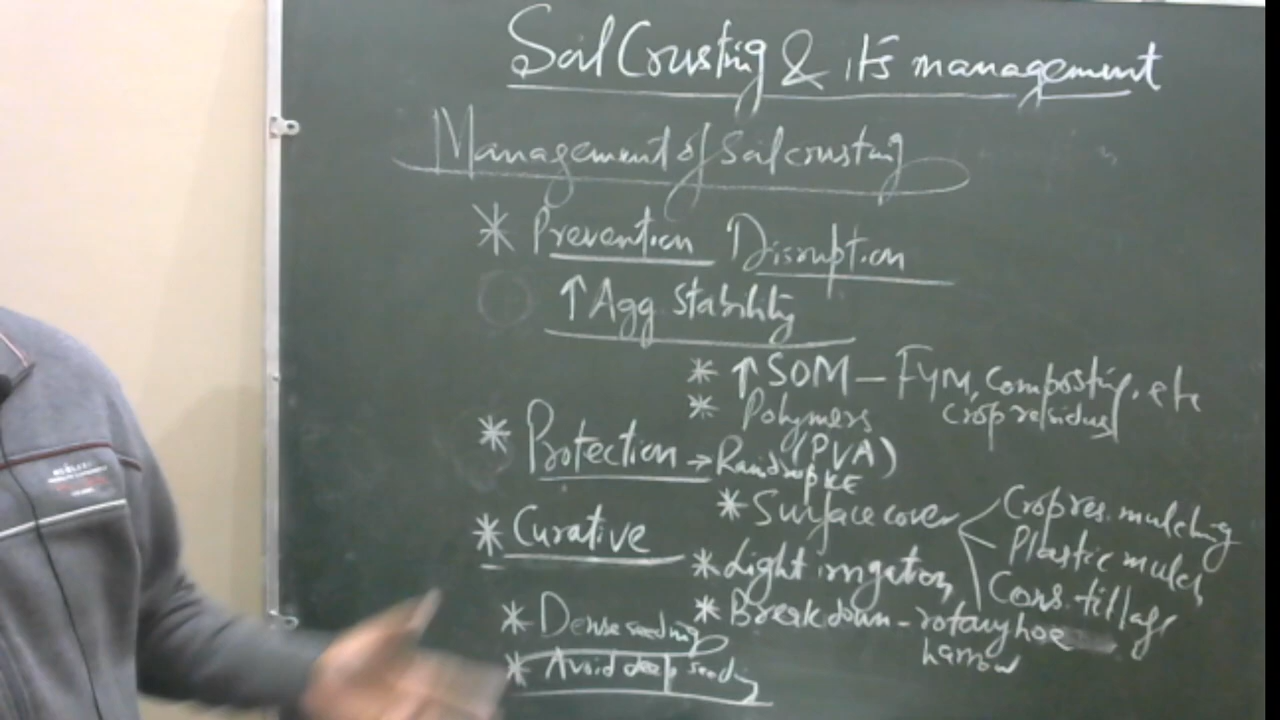 Soil Crusting & its management
Management of Soil crusting
* Prevention Disruption
↑ Agg Stability
* ↑ SOM – FYM, Composting, etc
crop residues
* Polymers
(PVA)
* Protection → Raindrop KE
* Surface cover
Crop res. mulching
Plastic mulch
Cons. tillage
* Curative
* Light irrigation
* Breakdown – rotary hoe
harrow
* Dense seeding
* Avoid deep seeding